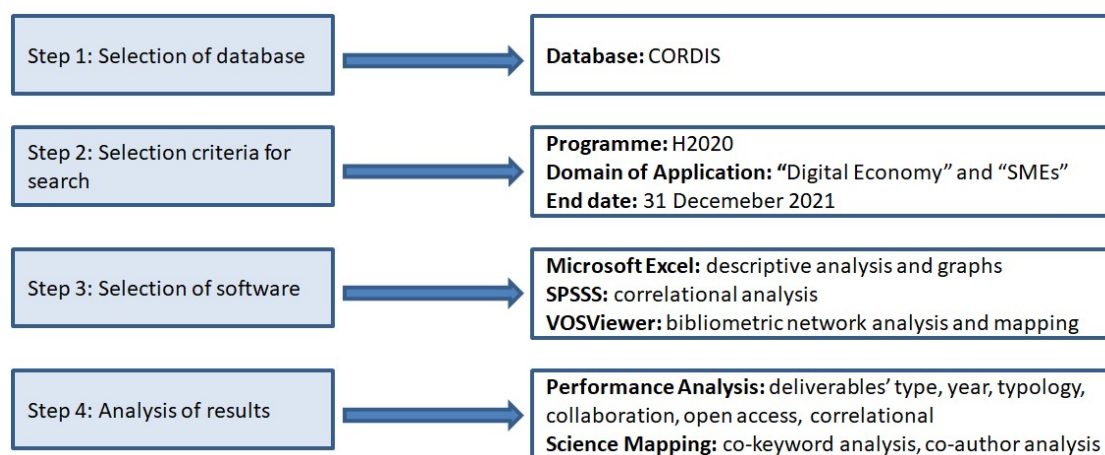 Step 1: Selection of database
Database: CORDIS
Step 2: Selection criteria for
search
Programme: H2020
Domain of Application: “Digital Economy” and “SMEs”
End date: 31 Decemeber 2021
Step 3: Selection of software
Microsoft Excel: descriptive analysis and graphs
SPSSS: correlational analysis
VOSViewer: bibliometric network analysis and mapping
Step 4: Analysis of results
Performance Analysis: deliverables’ type, year, typology,
collaboration, open access, correlational
Science Mapping: co-keyword analysis, co-author analysis